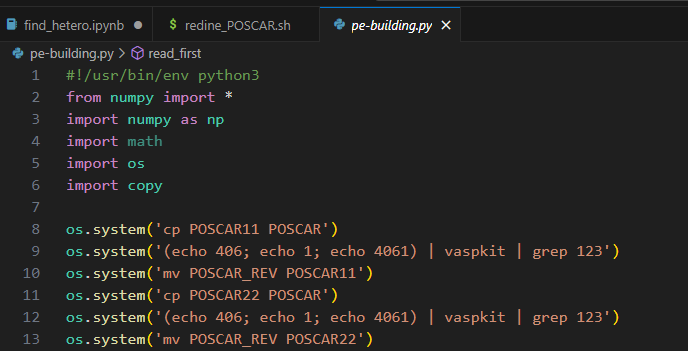 find_hetero.ipynb
$ redine_POSCAR.sh
pe-building.py
pe-building.py > read_first
1 #!/usr/bin/env python3
2 from numpy import *
3 import numpy as np
4 import math
5 import os
6 import copy
7
8 os.system('cp POSCAR11 POSCAR')
9 os.system('(echo 406; echo 1; echo 4061) | vaspkit | grep 123')
10 os.system('mv POSCAR_REV POSCAR11')
11 os.system('cp POSCAR22 POSCAR')
12 os.system('(echo 406; echo 1; echo 4061) | vaspkit | grep 123')
13 os.system('mv POSCAR_REV POSCAR22')